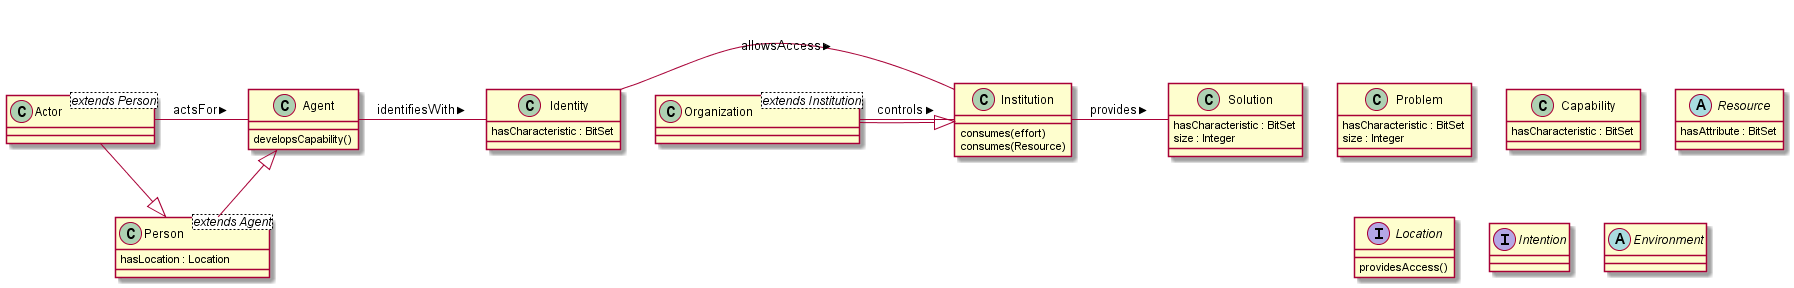 allowsAccess ▶
C Actor
extends Person
actsFor ▶
C Agent
developsCapability()
identifiesWith ▶
C Identity
hasCharacteristic : BitSet
C Organization
extends Institution
controls ▶
C Institution
consumes(effort)
consumes(Resource)
provides ▶
C Solution
hasCharacteristic : BitSet
size : Integer
C Problem
hasCharacteristic : BitSet
size : Integer
C Capability
hasCharacteristic : BitSet
A Resource
hasAttribute : BitSet
C Person
extends Agent
hasLocation : Location
I Location
providesAccess()
I Intention
A Environment